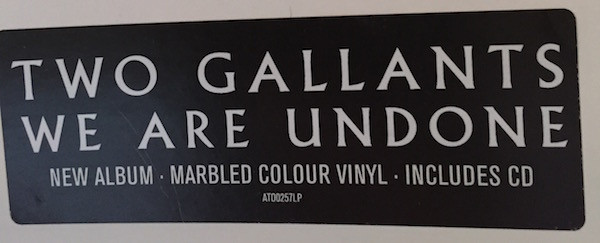 TWO GALLANTS
WE ARE UNDONE
NEW ALBUM · MARBLED COLOUR VINYL · INCLUDES CD
ATO0257LP